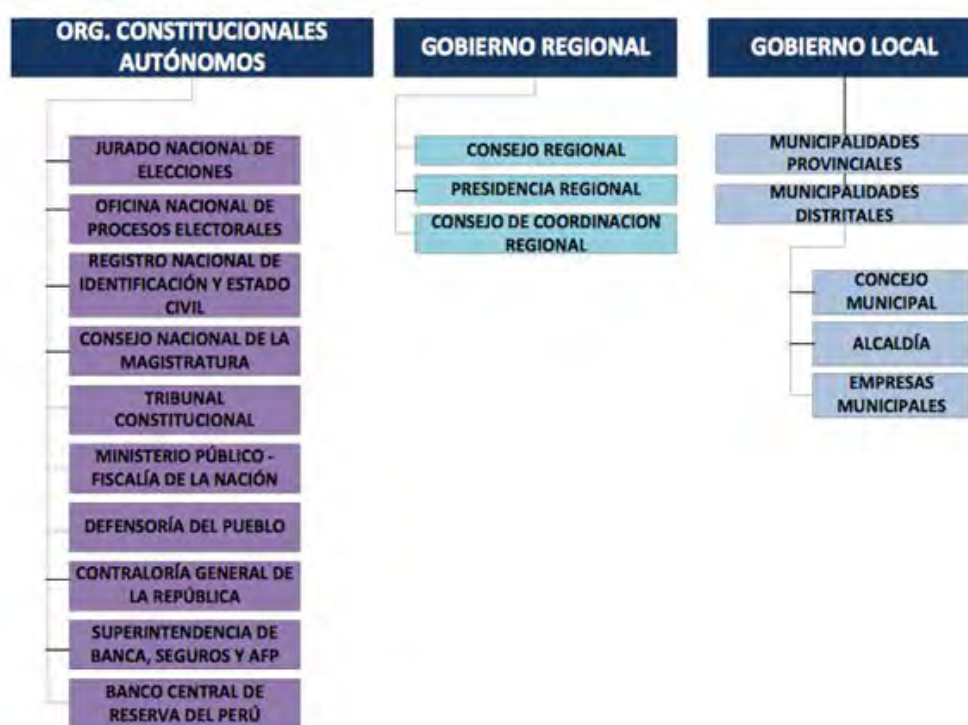 ORG. CONSTITUCIONALES
AUTÓNOMOS
JURADO NACIONAL DE
ELECCIONES
OFICINA NACIONAL DE
PROCESOS ELECTORALES
REGISTRO NACIONAL DE
IDENTIFICACIÓN Y ESTADO
CIVIL
CONSEJO NACIONAL DE LA
MAGISTRATURA
TRIBUNAL
CONSTITUCIONAL
MINISTERIO PÚBLICO -
FISCALÍA DE LA NACIÓN
DEFENSORÍA DEL PUEBLO
CONTRALORÍA GENERAL DE
LA REPÚBLICA
SUPERINTENDENCIA DE
BANCA, SEGUROS Y AFP
BANCO CENTRAL DE
RESERVA DEL PERÚ
GOBIERNO REGIONAL
CONSEJO REGIONAL
PRESIDENCIA REGIONAL
CONSEJO DE COORDINACION
REGIONAL
GOBIERNO LOCAL
MUNICIPALIDADES
PROVINCIALES
MUNICIPALIDADES
DISTRITALES
CONCEJO
MUNICIPAL
ALCALDÍA
EMPRESAS
MUNICIPALES